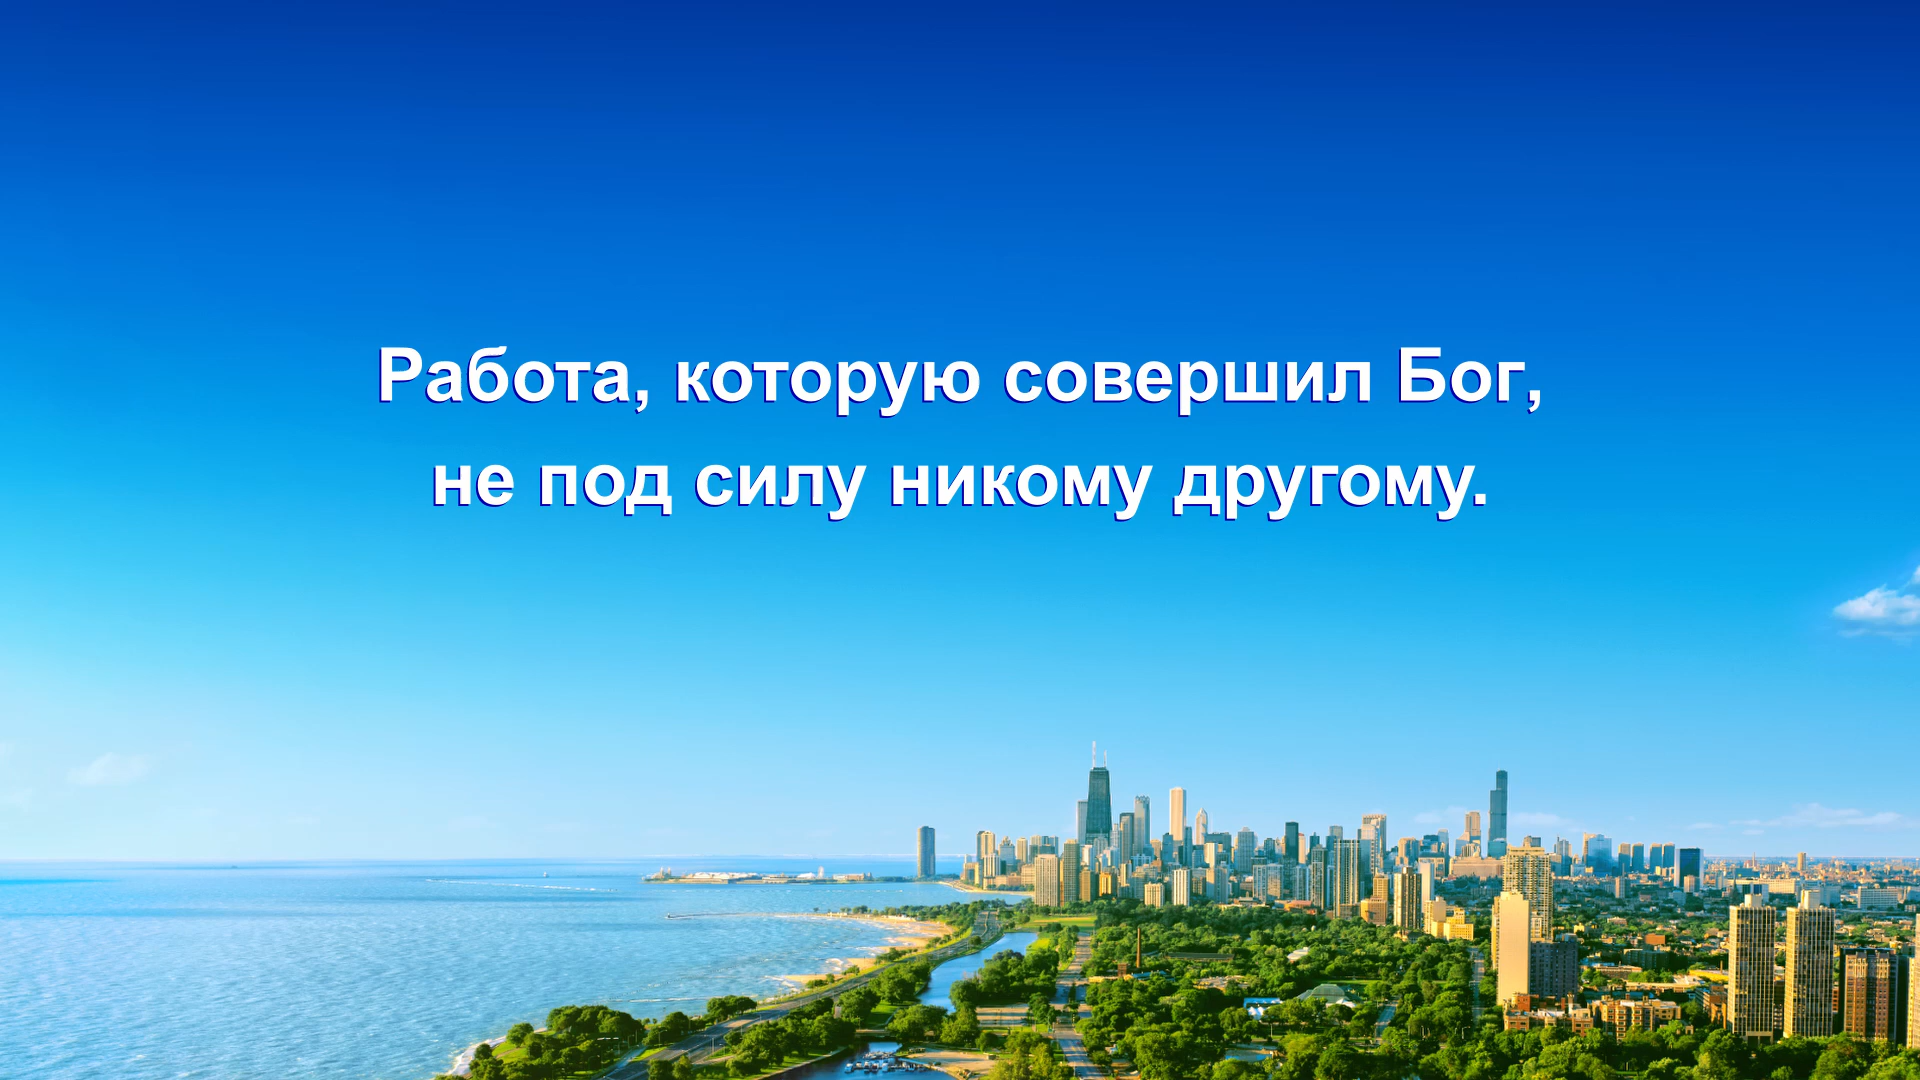 Работа, которую совершил Бог,
не под силу никому другому.